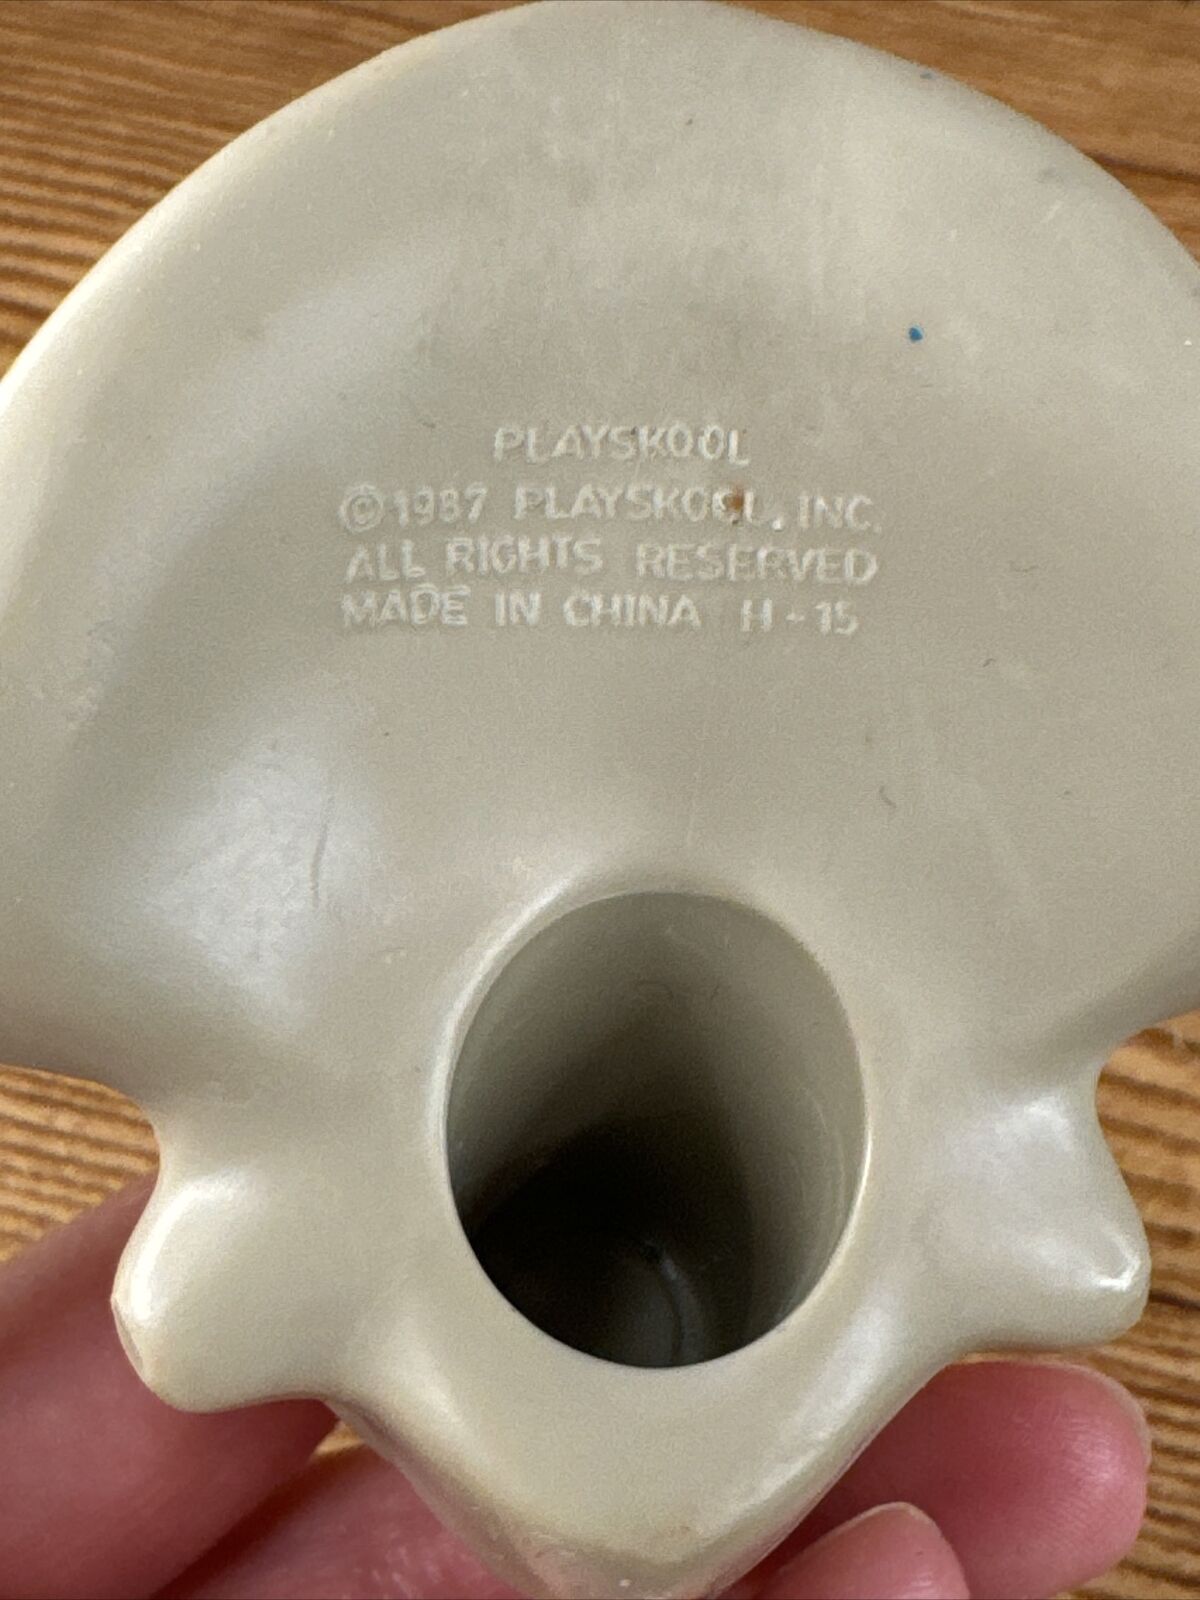 PLAYSKOOL
©1987 PLAYSKOOL, INC.
ALL RIGHTS RESERVED
MADE IN CHINA H-15